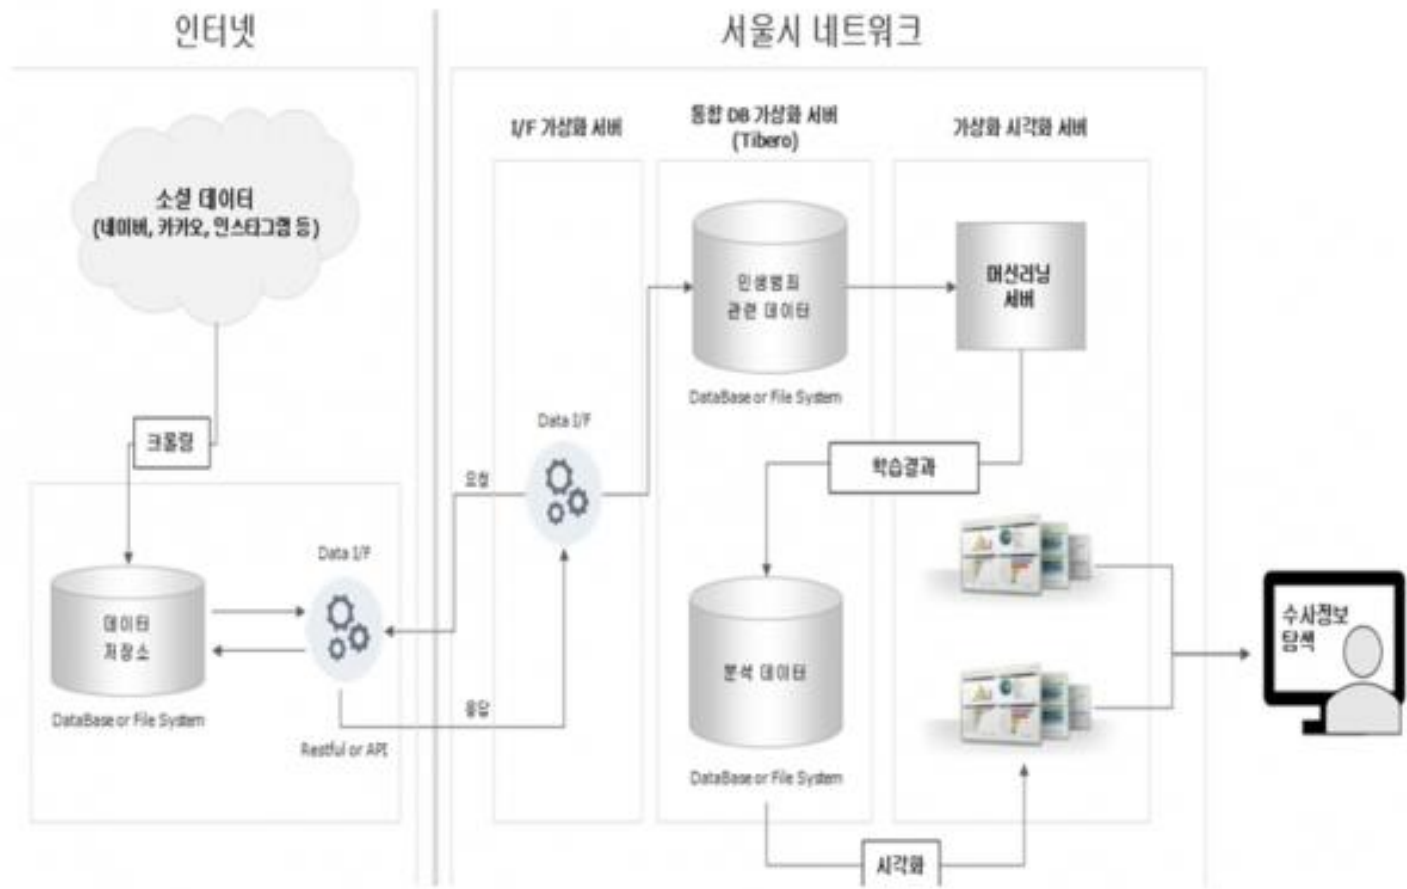 인터넷
서울시 네트워크
I/F 가상화 서버
통합 DB 가상화 서버
(Tibero)
가상화 시각화 서버
소셜 데이터
(네이버, 카카오, 인스타그램 등)
민생범죄
관련 데이터
머신러닝
서버
DataBase or File System
크롤링
Data I/F
요청
학습결과
Data I/F
데이터
저장소
수사정보
탐색
분석 데이터
DataBase or File System
응답
Restful or API
DataBase or File System
시각화